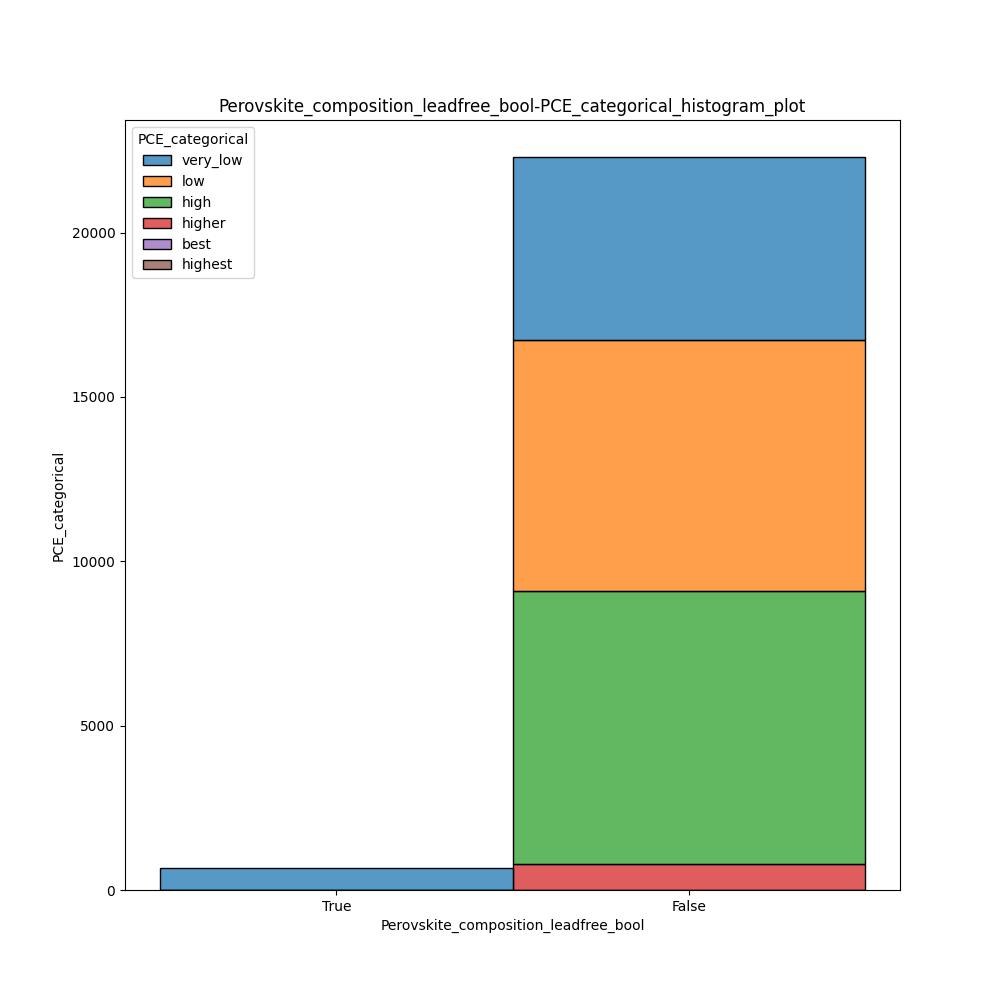 Perovskite_composition_leadfree_bool-PCE_categorical_histogram_plot
PCE_categorical
very_low
low
high
higher
best
highest
20000
15000
10000
5000
0
PCE_categorical
True
False
Perovskite_composition_leadfree_bool